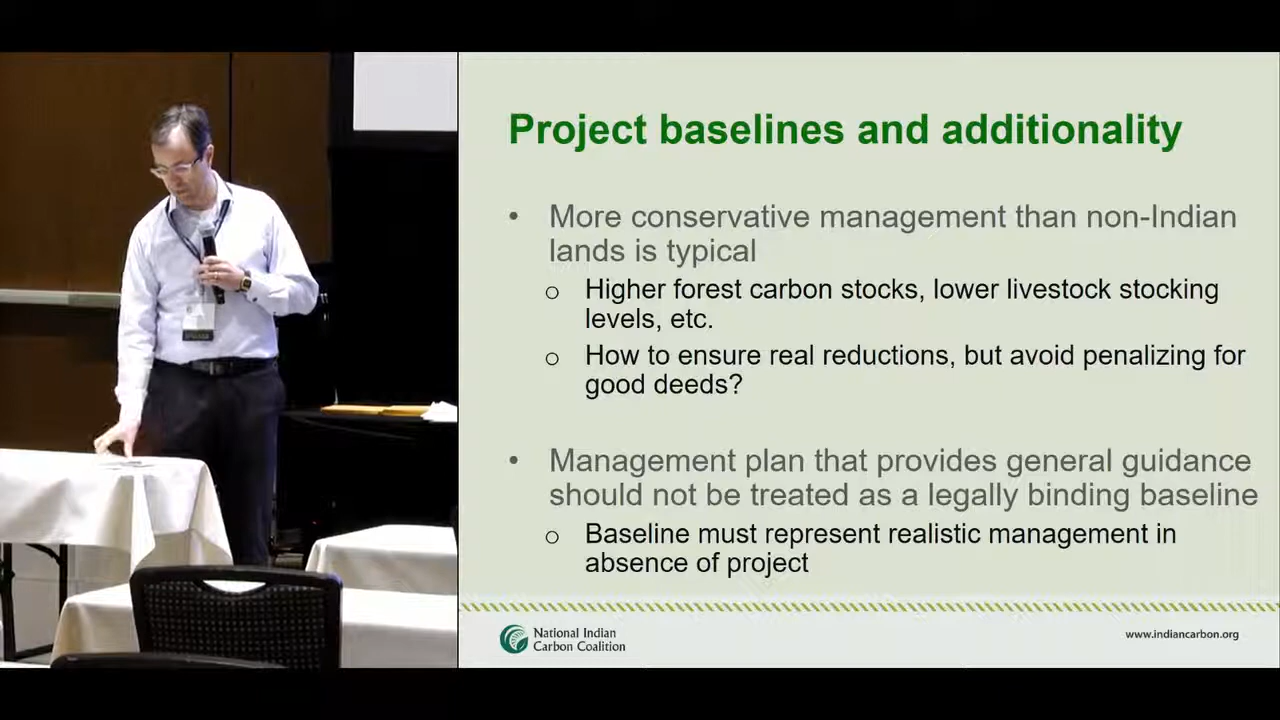 Project baselines and additionality
• More conservative management than non-Indian
lands is typical
o Higher forest carbon stocks, lower livestock stocking
levels, etc.
o How to ensure real reductions, but avoid penalizing for
good deeds?
• Management plan that provides general guidance
should not be treated as a legally binding baseline
o Baseline must represent realistic management in
absence of project
National Indian
Carbon Coalition
www.indiancarbon.org